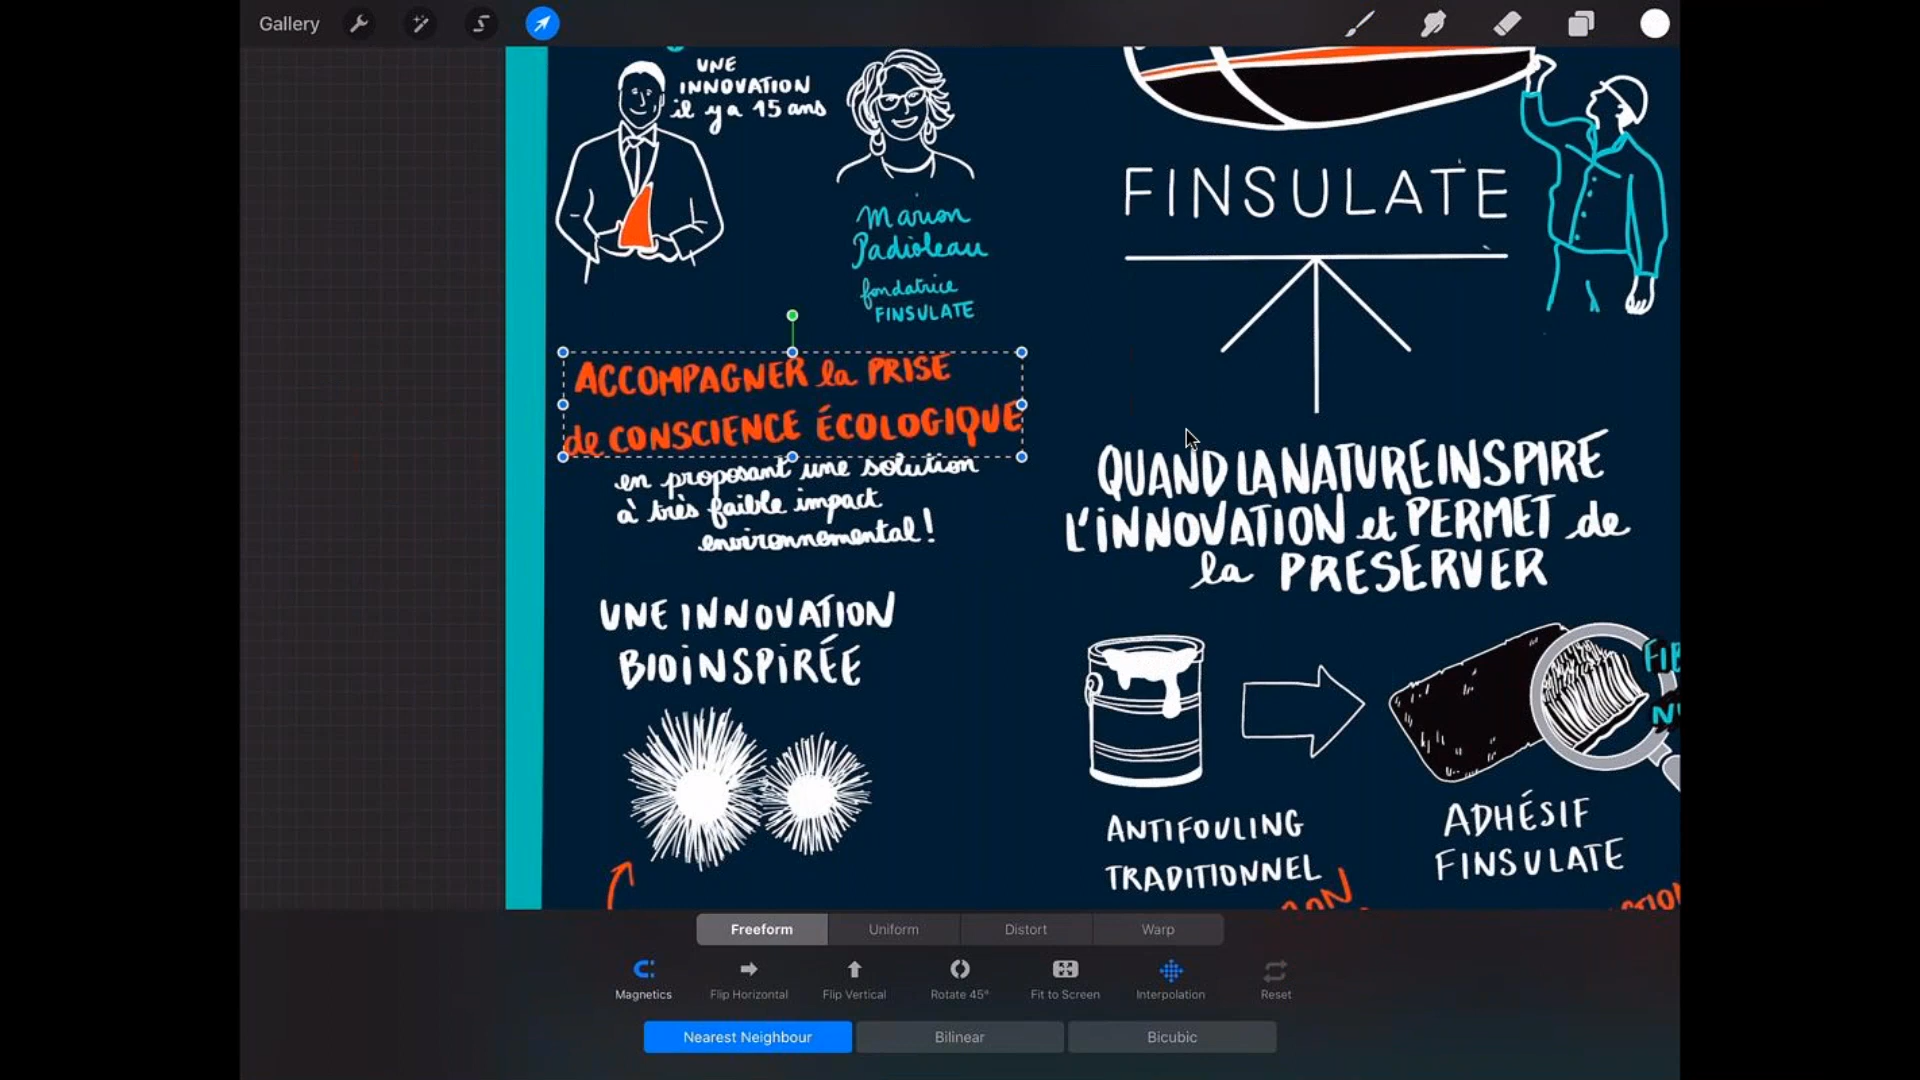 Gallery
UNE
INNOVATION
il y a 15 ans
Marion
Padioleau
fondatrice
FINSULATE
FINSULATE
ACCOMPAGNER la PRISE
de CONSCIENCE ÉCOLOGIQUE
en proposant une solution
à très faible impact
environnemental!
QUAND LA NATURE INSPIRE
L'iNNOVATION et PERMET de
la PRESERVER
UNE INNOVATION
BIOiNSPiRÉE
FIB
ANTIFOULING
TRADITIONNEL
ADHÉSIF
FINSULATE
Freeform
Uniform
Distort
Warp
Magnetics
Flip Horizontal
Flip Vertical
Rotate 45°
Fit to Screen
Interpolation
Reset
Nearest Neighbour
Bilinear
Bicubic